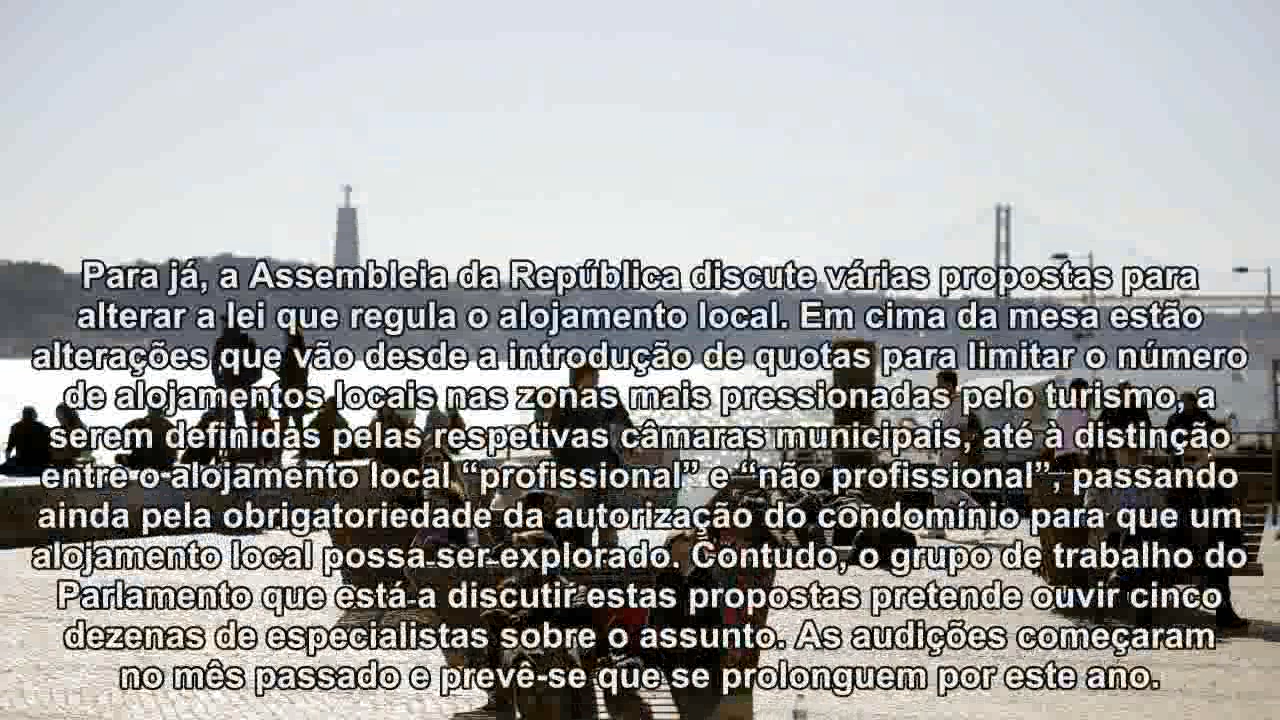 Para já, a Assembleia da República discute várias propostas para
alterar a lei que regula o alojamento local. Em cima da mesa estão
alterações que vão desde a introdução de quotas para limitar o número
de alojamentos locais nas zonas mais pressionadas pelo turismo, a
serem definidas pelas respetivas câmaras municipais, até à distinção
entre o alojamento local “profissional” e “não profissional”, passando
ainda pela obrigatoriedade da autorização do condomínio para que um
alojamento local possa ser explorado. Contudo, o grupo de trabalho do
Parlamento que está a discutir estas propostas pretende ouvir cinco
dezenas de especialistas sobre o assunto. As audições começaram
no mês passado e prevê-se que se prolonguem por este ano.